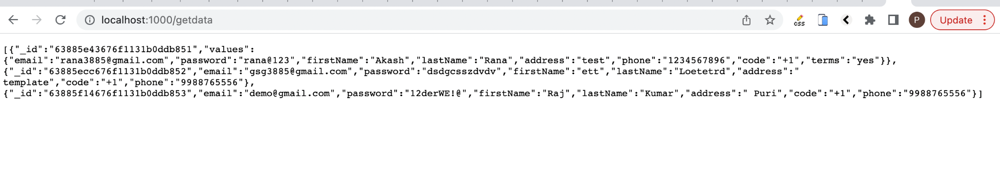 localhost:1000/getdata
css
P
Update
[{"_id":"63885e43676f1131b0ddb851","values":
{"email":"rana3885@gmail.com","password":"rana@123","firstName":"Akash","lastName":"Rana","address":"test","phone":"1234567896","code":"+1","terms":"yes"}},
{"_id":"63885ecc676f1131b0ddb852","email":"gsg3885@gmail.com","password":"dsdgcsszdvdv","firstName":"ett","lastName":"Loetetrd","address":"
template","code":"+1","phone":"9988765556"},
{"_id":"63885f14676f1131b0ddb853","email":"demo@gmail.com","password":"12derWE!@","firstName":"Raj","lastName":"Kumar","address":" Puri","code":"+1","phone":"9988765556"}]